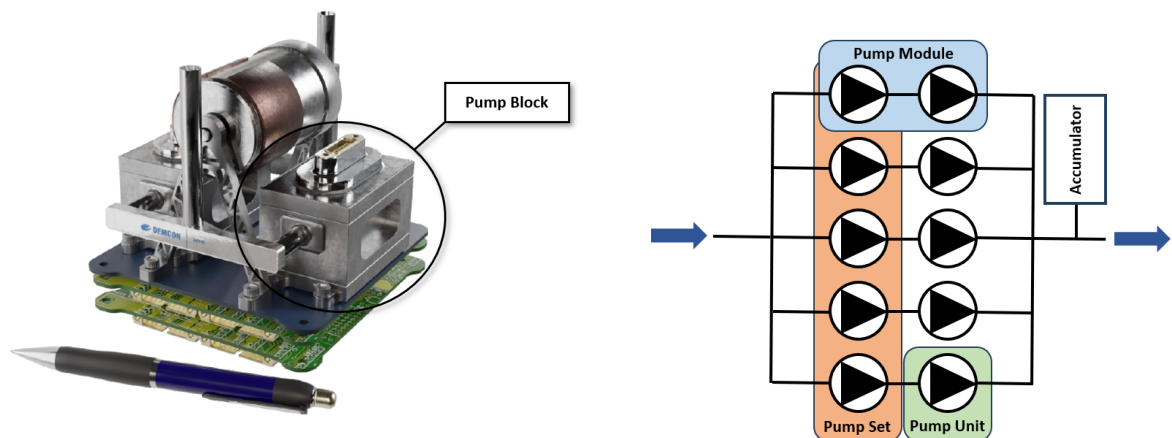 Pump Block
DEMCON
Pump Module
Accumulator
Pump Set
Pump Unit